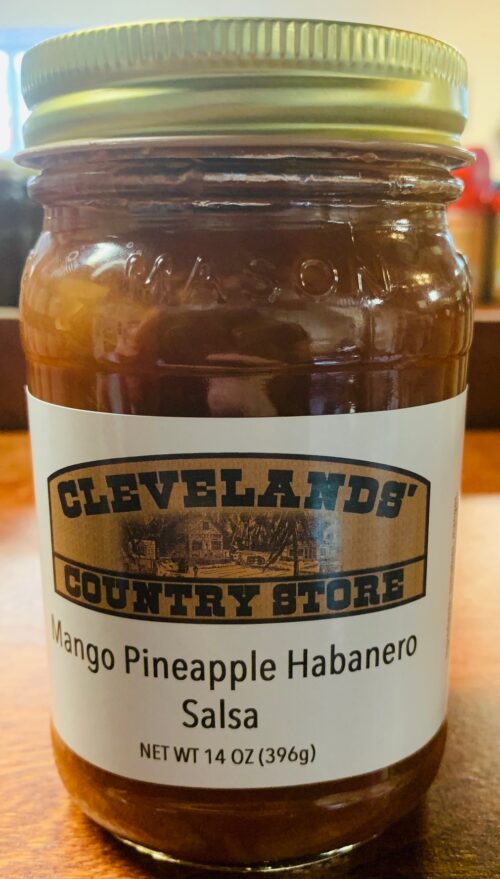 MASON
CLEVELANDS'
COUNTRY STORE
Mango Pineapple Habanero
Salsa
NET WT 14 OZ (396g)